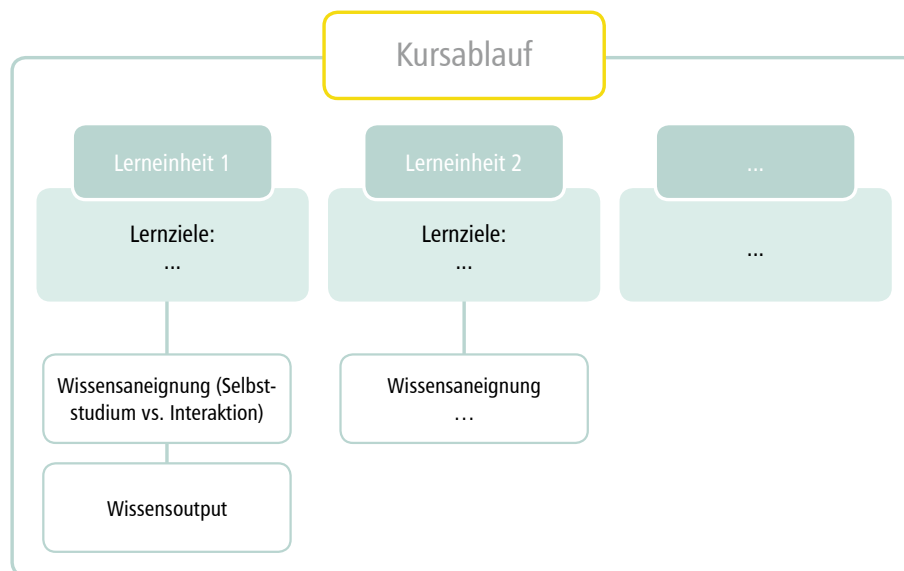 Kursablauf
Lerneinheit 1
Lernziele:
...
Wissensaneignung (Selbst-
studium vs. Interaktion)
Wissensoutput
Lerneinheit 2
Lernziele:
...
Wissensaneignung
…
...
...